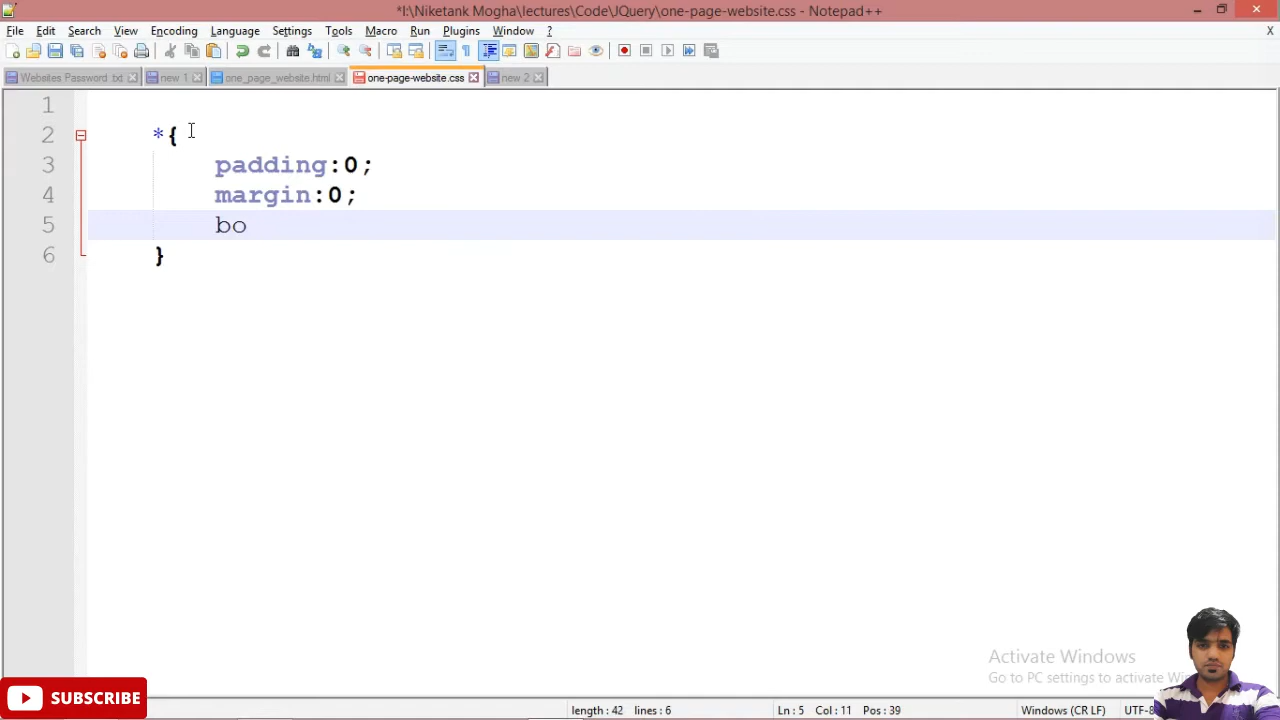 *I:\Niketank Mogha\lectures\Code\JQuery\one-page-website.css - Notepad++
File Edit Search View Encoding Language Settings Tools Macro Run Plugins Window ? X
Websites Password txt new 1 one_page_website.html one-page-website.css new 2
1
2 *{
3 padding:0;
4 margin:0;
5 bo
6 }
Activate Windows
Go to PC settings to activate
SUBSCRIBE
length : 42 lines : 6 Ln : 5 Col : 11 Pos : 39 Windows (CR LF) UTF-8